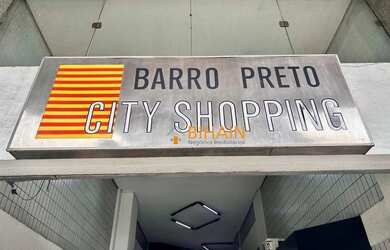 BARRO PRETO
CITY SHOPPING
BIHAIN
Negócios Imobiliários